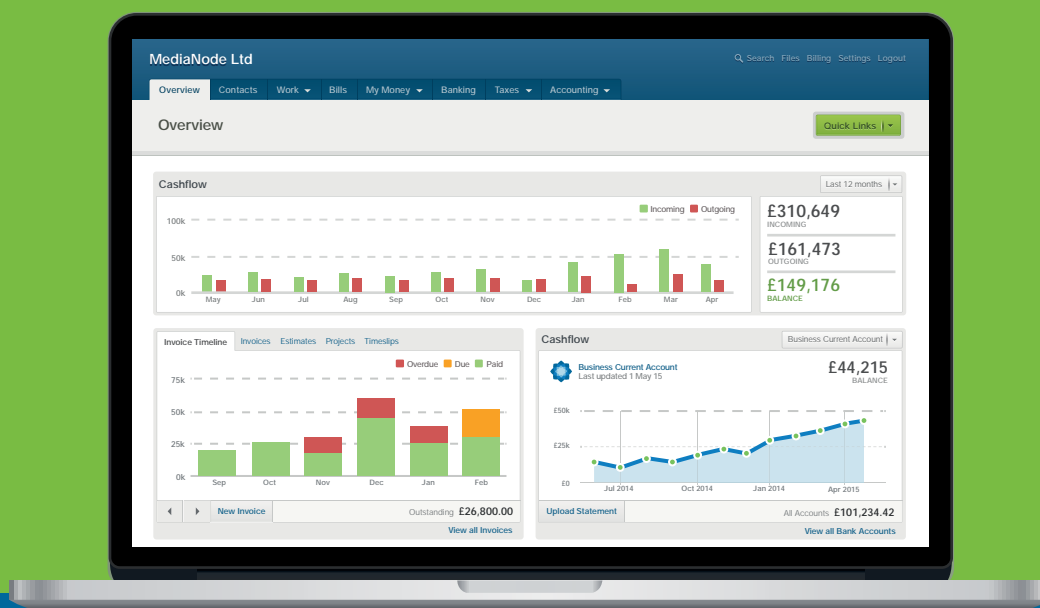 MediaNode Ltd
Search Files Billing Settings Logout
Overview Contacts Work Bills My Money Banking Taxes Accounting
Overview
Quick Links
Cashflow
Last 12 months
Incoming Outgoing
100k
50k
0k
May Jun Jul Aug Sep Oct Nov Dec Jan Feb Mar Apr
£310,649
INCOMING
£161,473
OUTGOING
£149,176
BALANCE
Invoice Timeline Invoices Estimates Projects Timeslips
Overdue Due Paid
75k
50k
25k
0k
Sep Oct Nov Dec Jan Feb
New Invoice
Outstanding £26,800.00
View all Invoices
Cashflow
Business Current Account
Business Current Account
Last updated 1 May 15
£44,215
BALANCE
£50k
£25k
£0
Jul 2014 Oct 2014 Jan 2014 Apr 2015
Upload Statement
All Accounts £101,234.42
View all Bank Accounts